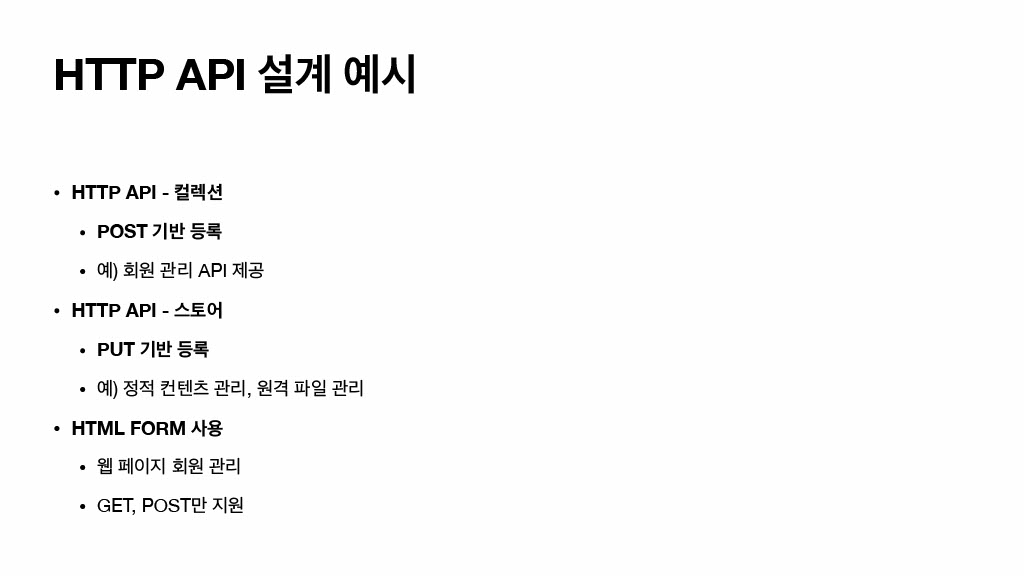 HTTP API 설계 예시
• HTTP API - 컬렉션
• POST 기반 등록
• 예) 회원 관리 API 제공
• HTTP API - 스토어
• PUT 기반 등록
• 예) 정적 컨텐츠 관리, 원격 파일 관리
• HTML FORM 사용
• 웹 페이지 회원 관리
• GET, POST만 지원